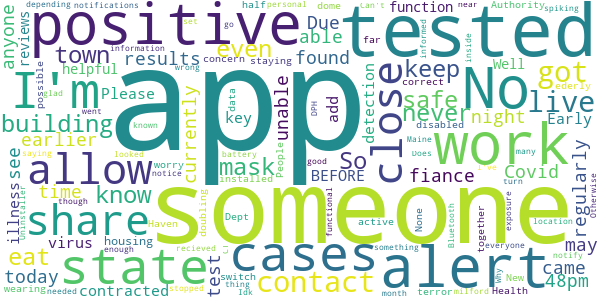 depending notifications half personal dome Can't go near Authority spiking
anyone reviews positive Due even able function set tested
town results found far informed inside
information concern staying
possible helpful wrong keep correct Well got
I'm Please app unable DPH add detection No live
glad went data safe
building currently key close never night Early
earlier known People disabled ederly
see saying looked mask good So BEFORE Maine many work
allow battery notice installed fiance Does Covid
illness time worry know functional turn I've regularly
though someone
Uninstaller share doubling Dept active None Bluetooth together exposure location Otherwise
virus housing Haven cases alert everyone may
eat state test enough recieved CJ contact something Why notify came
today switch stopped month terror New 48pm
wearing needed contracted thing Idx milford Health